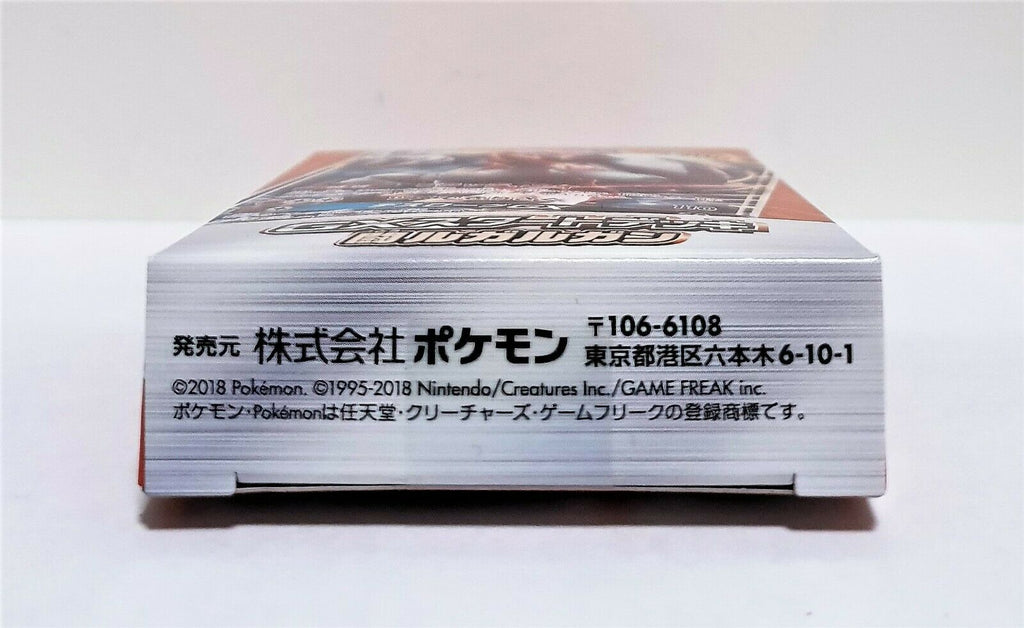 発売元 株式会社 ポケモン 〒106-6108
東京都港区六本木6-10-1
©2018 Pokémon. ©1995-2018 Nintendo/Creatures Inc./GAME FREAK inc.
ポケモン・Pokémonは任天堂・クリーチャーズ・ゲームフリークの登録商標です。